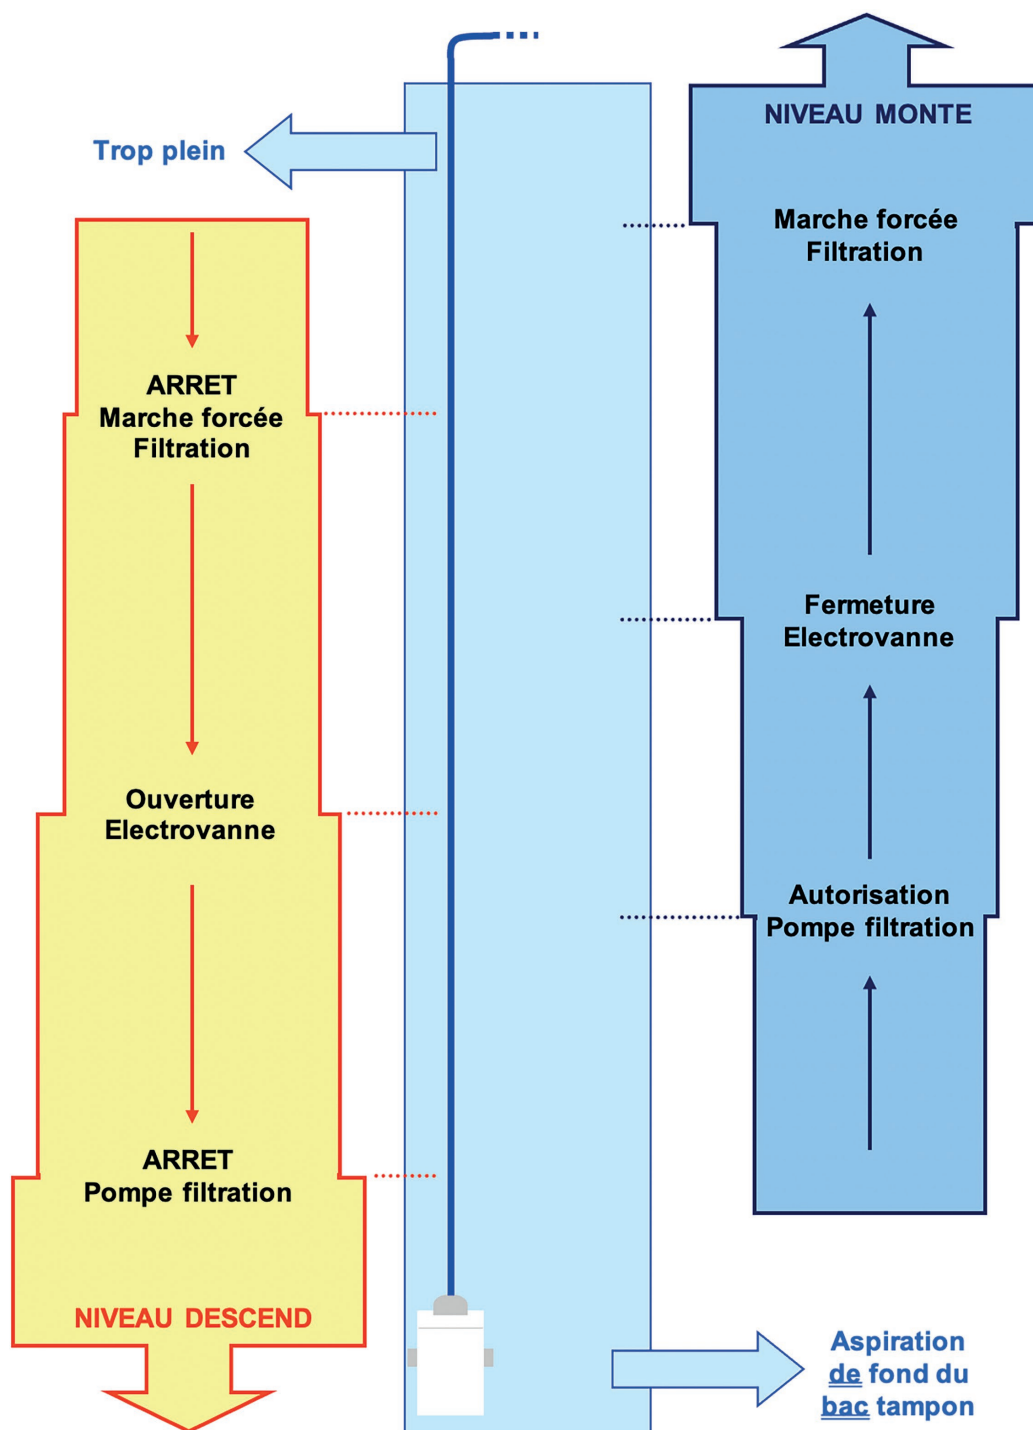 Trop plein
ARRET
Marche forcée
Filtration
Ouverture
Electrovanne
ARRET
Pompe filtration
NIVEAU DESCEND
NIVEAU MONTE
Marche forcée
Filtration
Fermeture
Electrovanne
Autorisation
Pompe filtration
Aspiration
de fond du
bac tampon